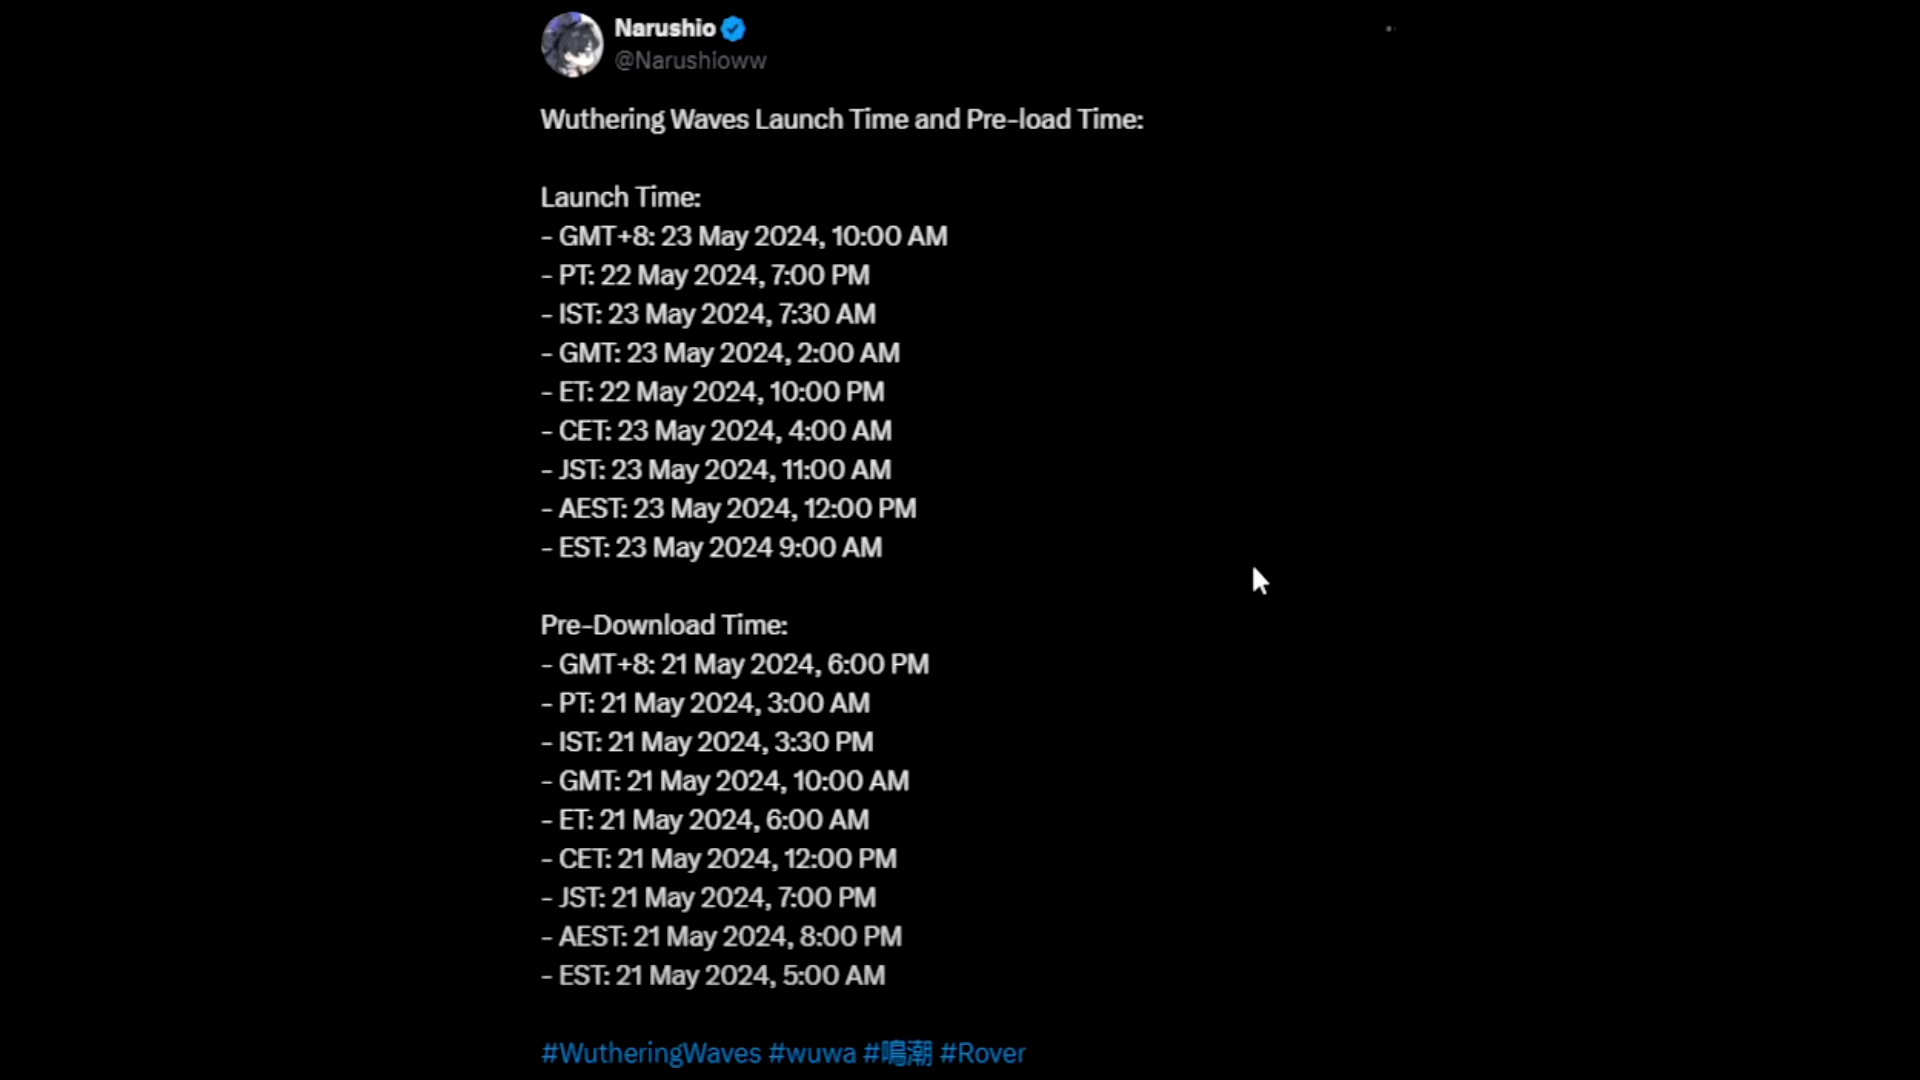 Narushio
@Narushioww
Wuthering Waves Launch Time and Pre-load Time:
Launch Time:
- GMT+8: 23 May 2024, 10:00 AM
- PT: 22 May 2024, 7:00 PM
- IST: 23 May 2024, 7:30 AM
- GMT: 23 May 2024, 2:00 AM
- ET: 22 May 2024, 10:00 PM
- CET: 23 May 2024, 4:00 AM
- JST: 23 May 2024, 11:00 AM
- AEST: 23 May 2024, 12:00 PM
- EST: 23 May 2024 9:00 AM
Pre-Download Time:
- GMT+8: 21 May 2024, 6:00 PM
- PT: 21 May 2024, 3:00 AM
- IST: 21 May 2024, 3:30 PM
- GMT: 21 May 2024, 10:00 AM
- ET: 21 May 2024, 6:00 AM
- CET: 21 May 2024, 12:00 PM
- JST: 21 May 2024, 7:00 PM
- AEST: 21 May 2024, 8:00 PM
- EST: 21 May 2024, 5:00 AM
#WutheringWaves #wuwa #鳴潮 #Rover